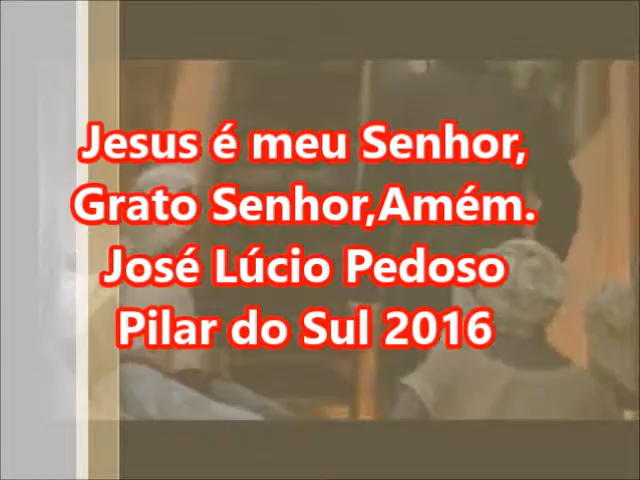 Jesus é meu Senhor,
Grato Senhor,Amém.
José Lúcio Pedoso
Pilar do Sul 2016